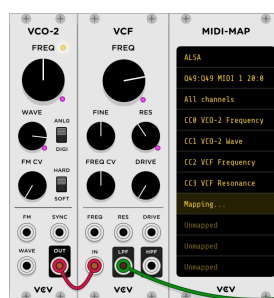 VCO-2
FREQ
WAVE
ANLG
DIGI
FM CV
HARD
SOFT
FM
SYNC
WAVE
OUT
VCV
VCF
FREQ
FINE
RES
FREQ CV
DRIVE
FREQ
RES
DRIVE
IN
LPF
HPF
VCV
MIDI-MAP
ALSA
Q49:Q49 MIDI 1 20:0
All channels
CC0 VCO-2 Frequency
CC1 VCO-2 Wave
CC2 VCF Frequency
CC3 VCF Resonance
Mapping...
Unmapped
Unmapped
Unmapped
VCV